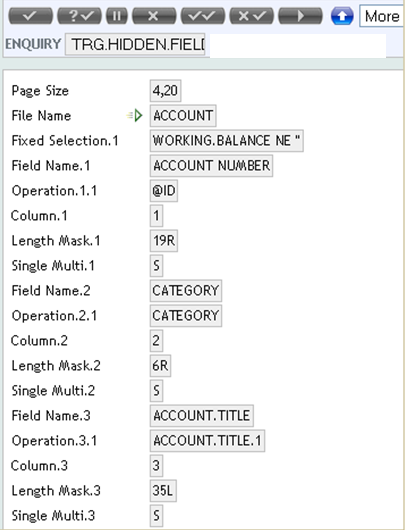 More
ENQUIRY TRG.HIDDEN.FIEL
Page Size 4,20
File Name ACCOUNT
Fixed Selection.1 WORKING.BALANCE NE "
Field Name.1 ACCOUNT NUMBER
Operation.1.1 @ID
Column.1 1
Length Mask.1 19R
Single Multi.1 S
Field Name.2 CATEGORY
Operation.2.1 CATEGORY
Column.2 2
Length Mask.2 6R
Single Multi.2 S
Field Name.3 ACCOUNT.TITLE
Operation.3.1 ACCOUNT.TITLE.1
Column.3 3
Length Mask.3 35L
Single Multi.3 S